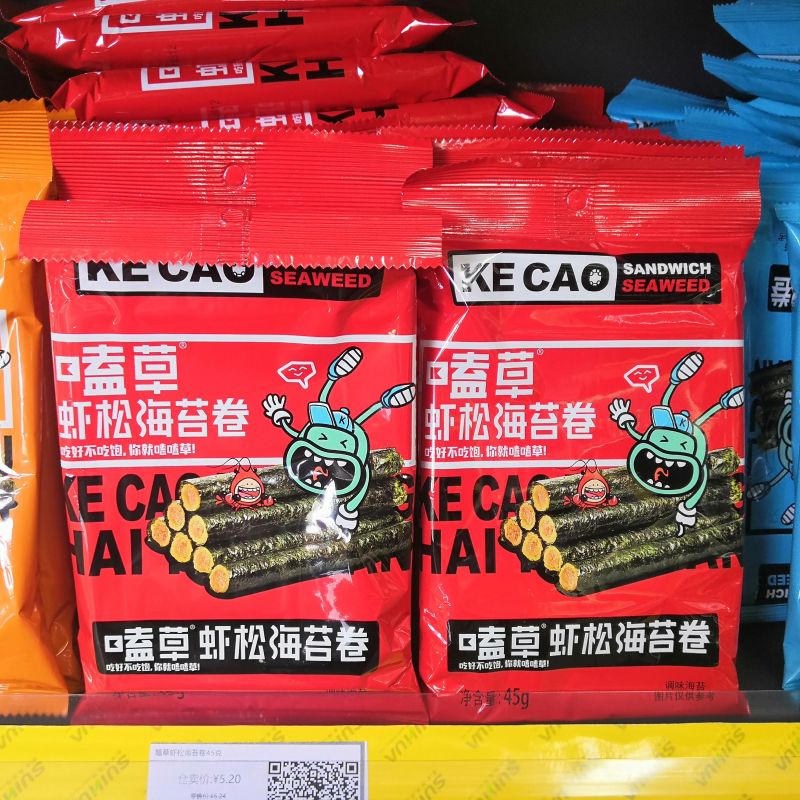 KE CAO
SEAWEED
嗑草®
虾松海苔卷
吃好不吃饱,你就嗑嗑草!
KE CAO
HAI
嗑草®虾松海苔卷
吃好不吃饱,你就嗑嗑草!
45g
KE CAO
SANDWICH
SEAWEED
嗑草®
虾松海苔卷
吃好不吃饱,你就嗑嗑草!
KE CAO
HAI
嗑草®虾松海苔卷
吃好不吃饱,你就嗑嗑草!
净含量:45g
调味海苔
图片仅供参考
嗑草虾松海苔卷45克
仓卖价:¥5.20